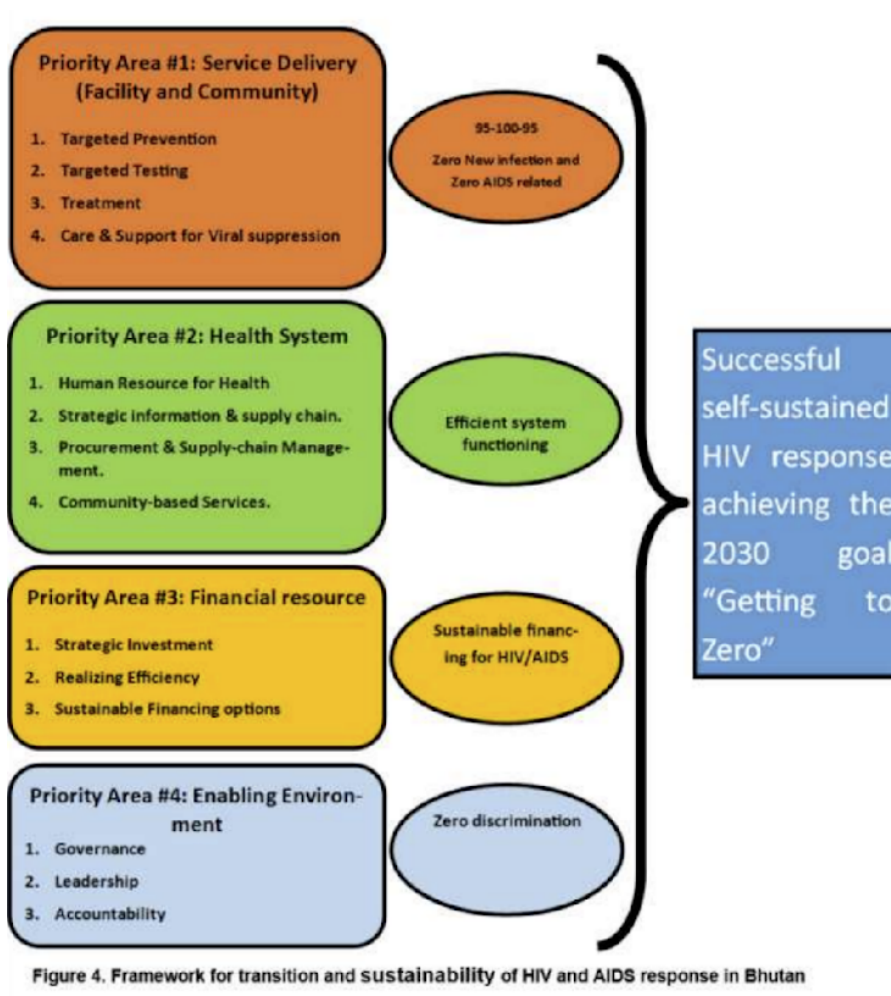 Priority Area #1: Service Delivery
(Facility and Community)
1. Targeted Prevention
2. Targeted Testing
3. Treatment
4. Care & Support for Viral suppression
95-100-95
Zero New infection and
Zero AIDS related
Priority Area #2: Health System
1. Human Resource for Health
2. Strategic information & supply chain.
3. Procurement & Supply-chain Manage-
ment.
4. Community-based Services.
Efficient system
functioning
Priority Area #3: Financial resource
1. Strategic Investment
2. Realizing Efficiency
3. Sustainable Financing options
Sustainable financ-
ing for HIV/AIDS
Priority Area #4: Enabling Environ-
ment
1. Governance
2. Leadership
3. Accountability
Zero discrimination
Successful
self-sustained
HIV response
achieving the
2030 goal
"Getting to
Zero"
Figure 4. Framework for transition and sustainability of HIV and AIDS response in Bhutan